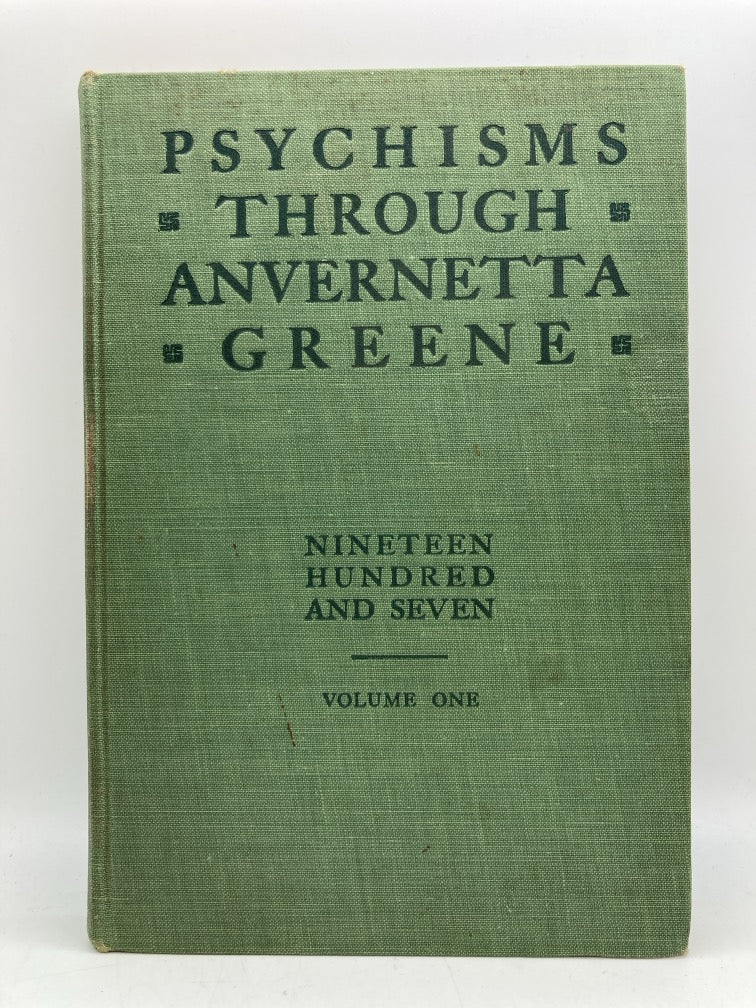 PSYCHISMS
THROUGH
ANVERNETTA
GREENE
NINETEEN
HUNDRED
AND SEVEN
VOLUME ONE